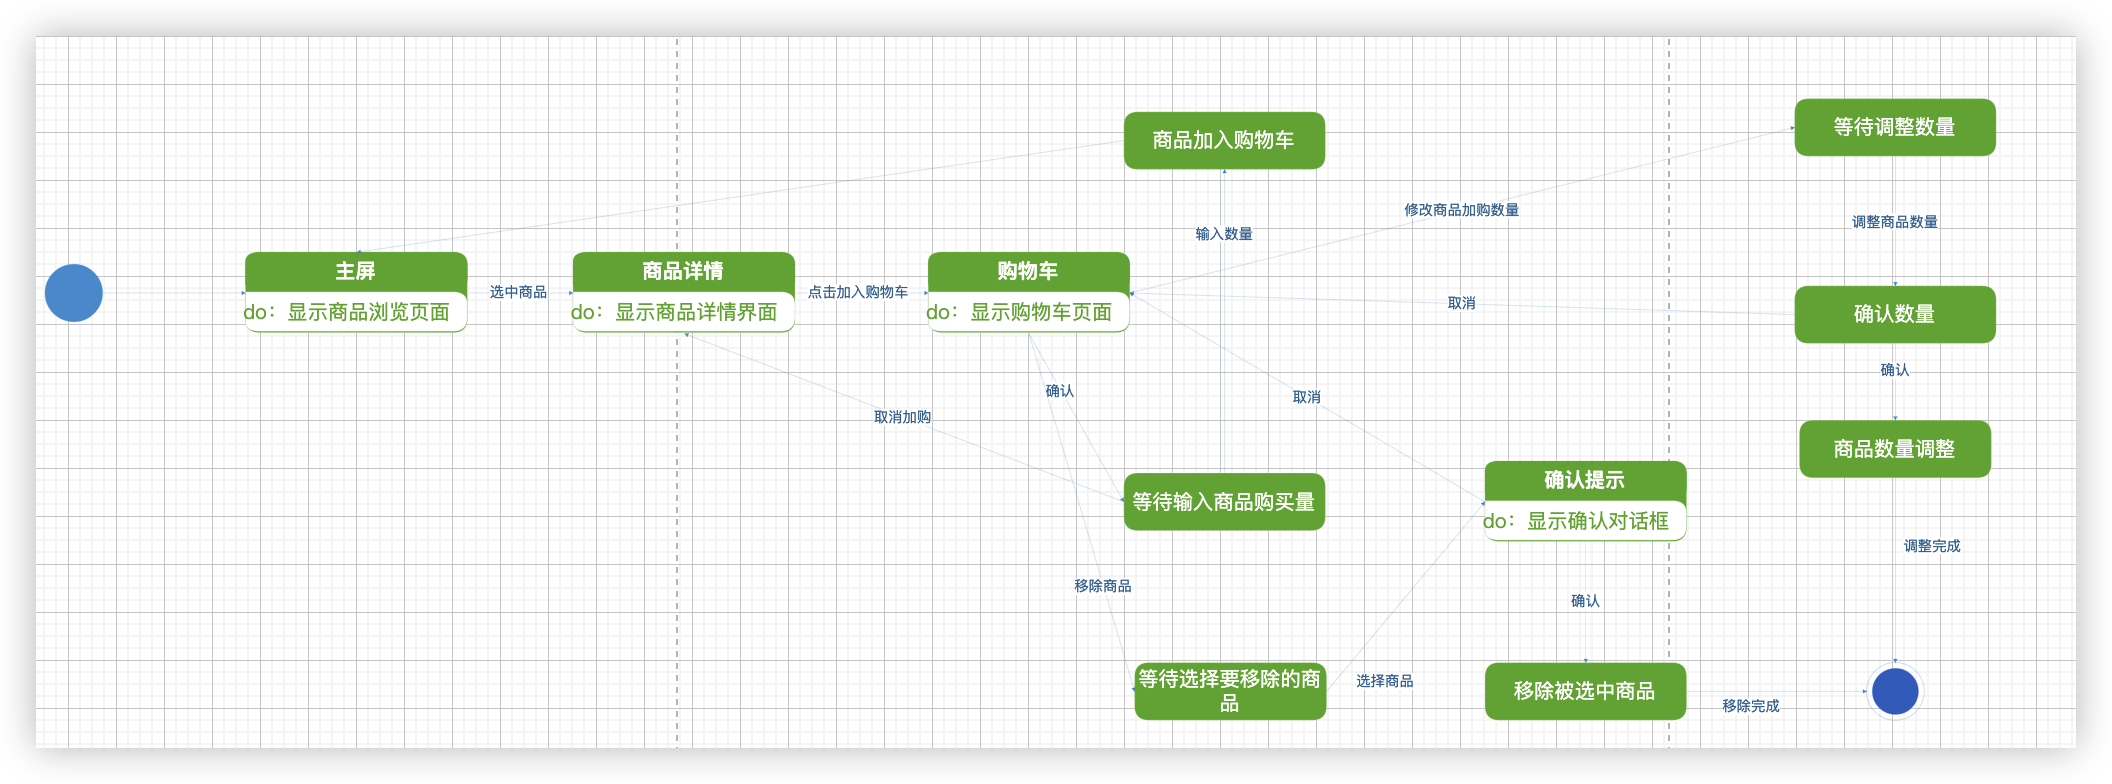 商品加入购物车
等待调整数量
修改商品加购数量
调整商品数量
输入数量
主屏
do：显示商品浏览页面
选中商品
商品详情
do：显示商品详情界面
点击加入购物车
购物车
do：显示购物车页面
取消
确认数量
确认
取消
确认
取消加购
商品数量调整
等待输入商品购买量
确认提示
do：显示确认对话框
调整完成
移除商品
确认
等待选择要移除的商
品
选择商品
移除被选中商品
移除完成